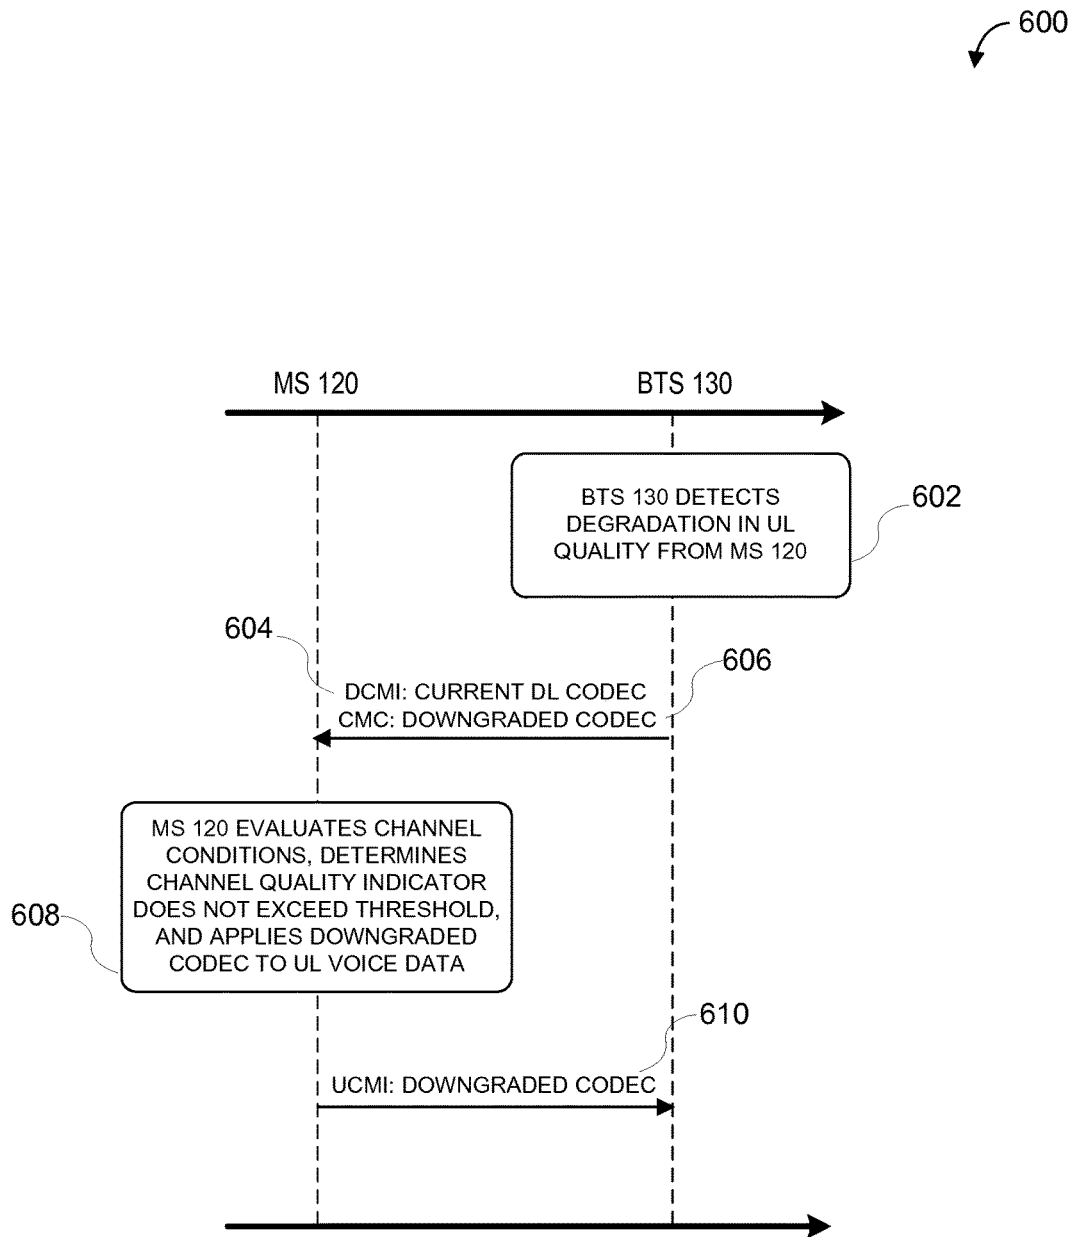 600
MS 120
BTS 130
BTS 130 DETECTS
DEGRADATION IN UL
QUALITY FROM MS 120
602
604
606
DCMI: CURRENT DL CODEC
CMC: DOWNGRADED CODEC
MS 120 EVALUATES CHANNEL
CONDITIONS, DETERMINES
CHANNEL QUALITY INDICATOR
DOES NOT EXCEED THRESHOLD,
AND APPLIES DOWNGRADED
CODEC TO UL VOICE DATA
608
610
UCMI: DOWNGRADED CODEC